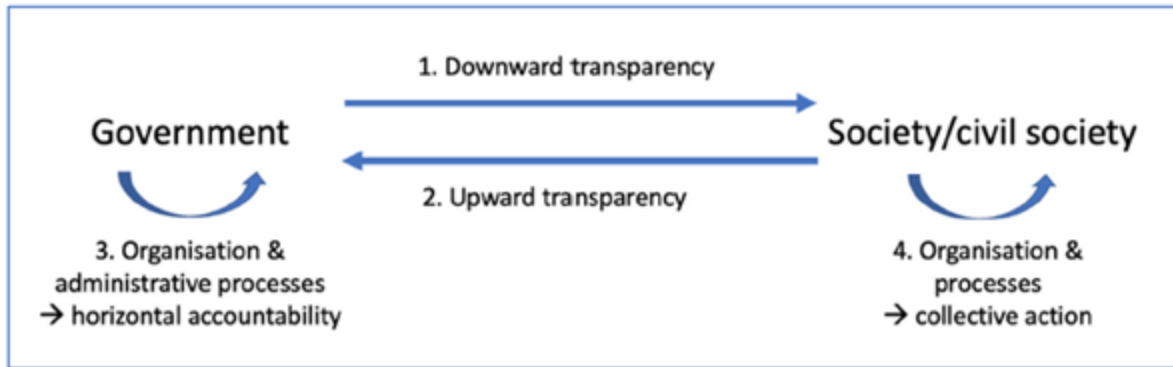 1. Downward transparency
Government
Society/civil society
2. Upward transparency
3. Organisation &
administrative processes
→ horizontal accountability
4. Organisation &
processes
→ collective action